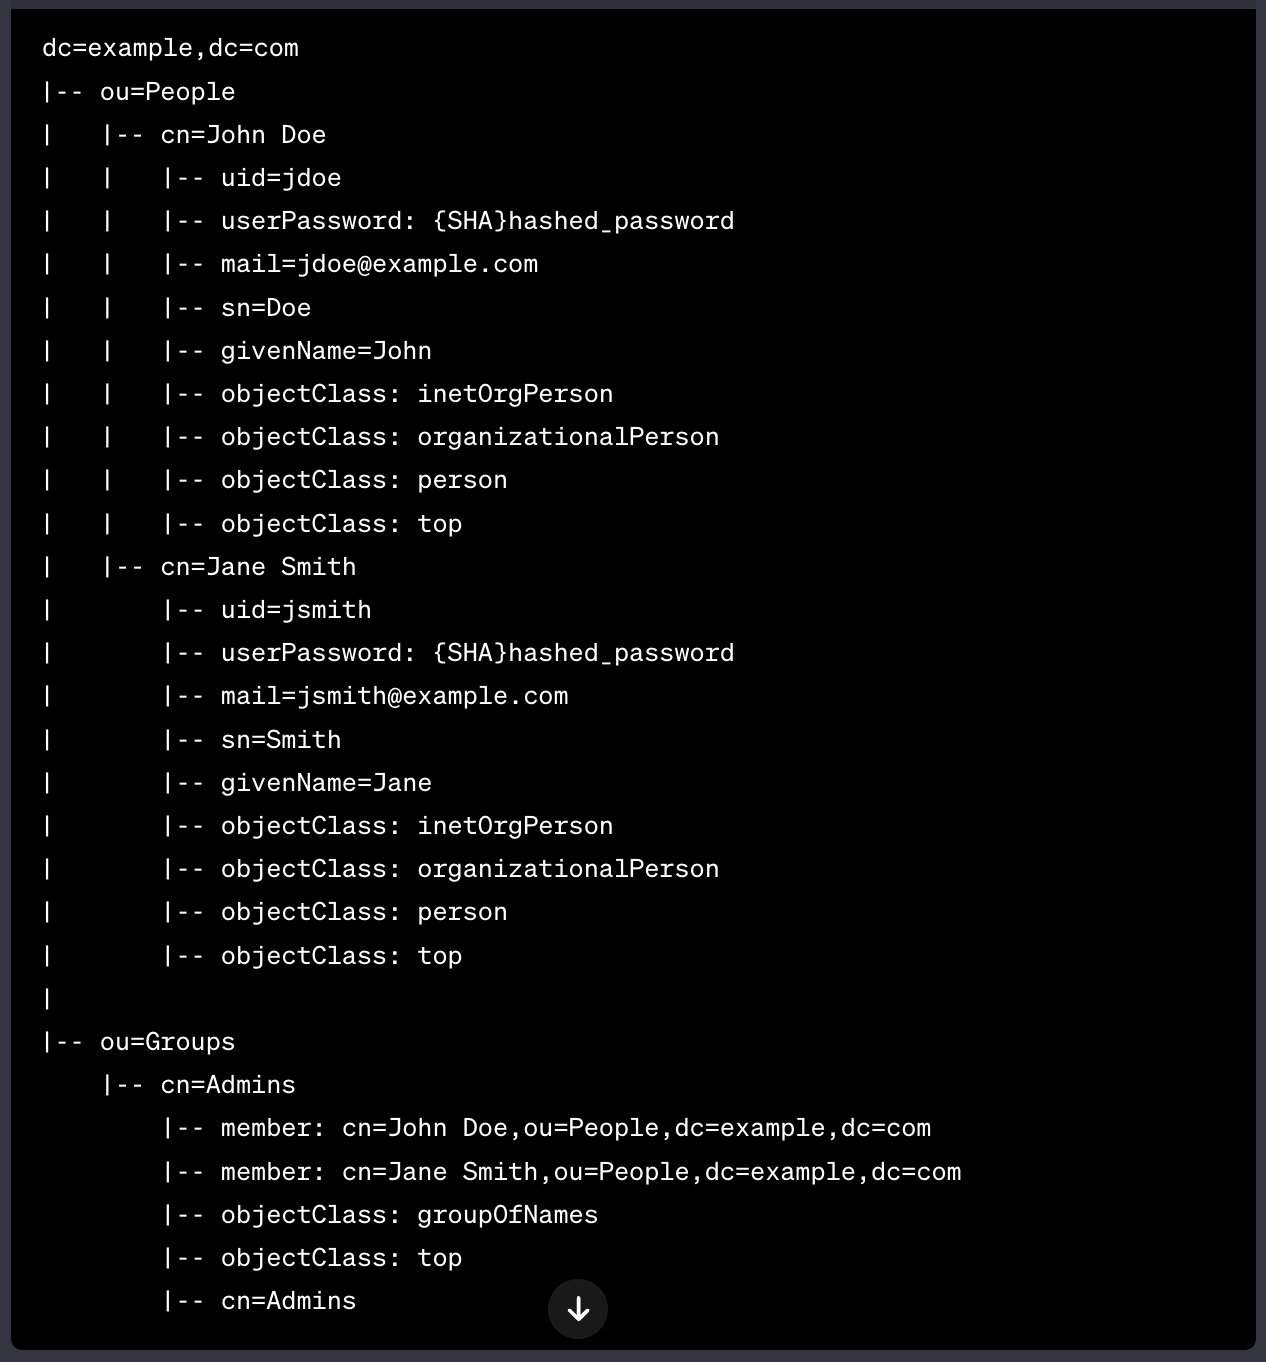 dc=example,dc=com
|-- ou=People
|   |-- cn=John Doe
|   |   |-- uid=jdoe
|   |   |-- userPassword: {SHA}hashed_password
|   |   |-- mail=jdoe@example.com
|   |   |-- sn=Doe
|   |   |-- givenName=John
|   |   |-- objectClass: inetOrgPerson
|   |   |-- objectClass: organizationalPerson
|   |   |-- objectClass: person
|   |   |-- objectClass: top
|   |-- cn=Jane Smith
|       |-- uid=jsmith
|       |-- userPassword: {SHA}hashed_password
|       |-- mail=jsmith@example.com
|       |-- sn=Smith
|       |-- givenName=Jane
|       |-- objectClass: inetOrgPerson
|       |-- objectClass: organizationalPerson
|       |-- objectClass: person
|       |-- objectClass: top
|
|-- ou=Groups
    |-- cn=Admins
        |-- member: cn=John Doe,ou=People,dc=example,dc=com
        |-- member: cn=Jane Smith,ou=People,dc=example,dc=com
        |-- objectClass: groupOfNames
        |-- objectClass: top
        |-- cn=Admins